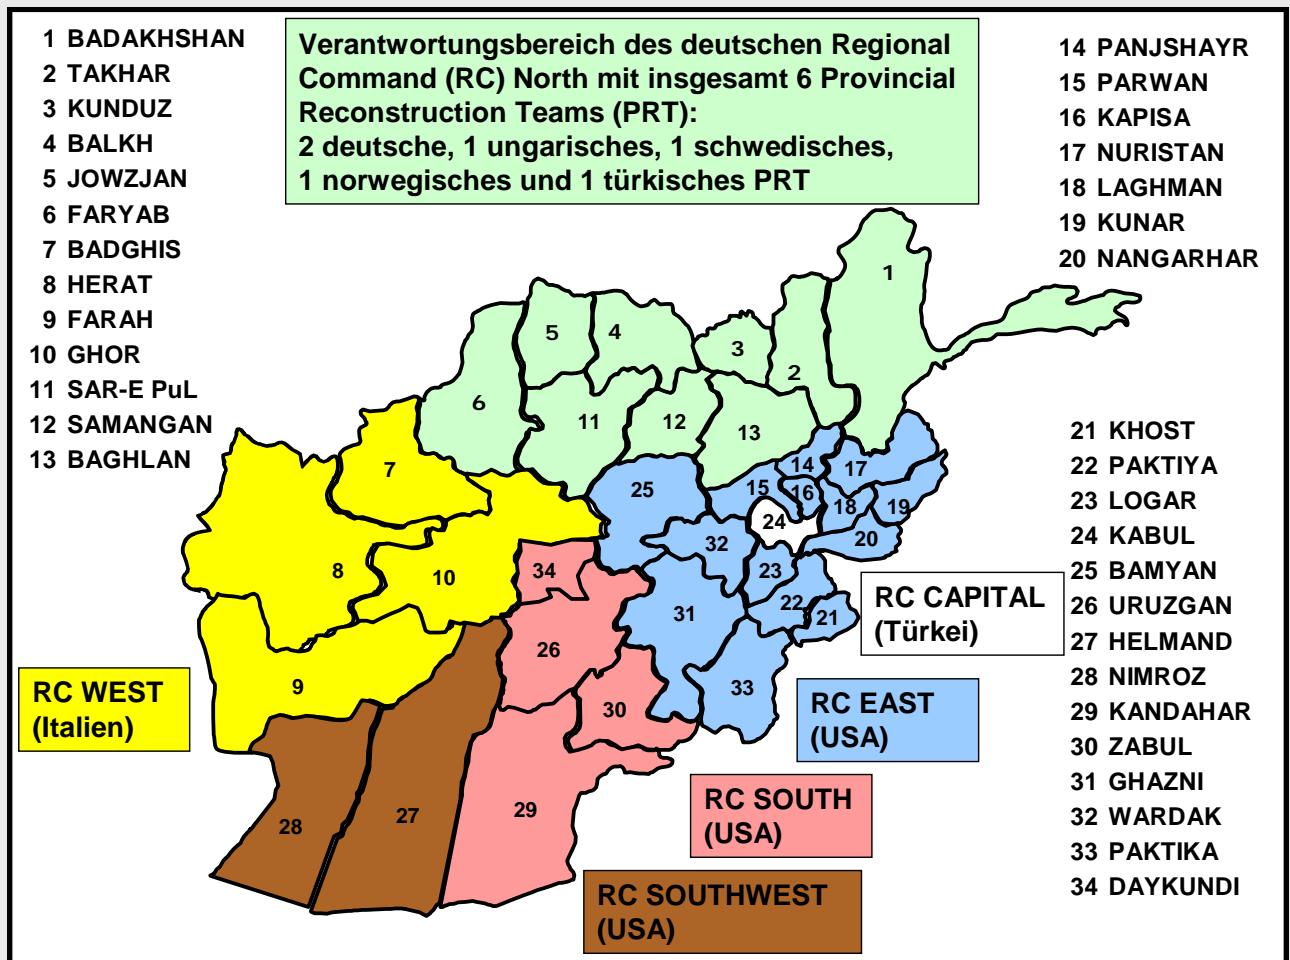 1 BADAKHSHAN
2 TAKHAR
3 KUNDUZ
4 BALKH
5 JOWZJAN
6 FARYAB
7 BADGHIS
8 HERAT
9 FARAH
10 GHOR
11 SAR-E PuL
12 SAMANGAN
13 BAGHLAN
Verantwortungsbereich des deutschen Regional
Command (RC) North mit insgesamt 6 Provincial
Reconstruction Teams (PRT):
2 deutsche, 1 ungarisches, 1 schwedisches,
1 norwegisches und 1 türkisches PRT
14 PANJSHAYR
15 PARWAN
16 KAPISA
17 NURISTAN
18 LAGHMAN
19 KUNAR
20 NANGARHAR
21 KHOST
22 PAKTIYA
23 LOGAR
24 KABUL
25 BAMYAN
26 URUZGAN
27 HELMAND
28 NIMROZ
29 KANDAHAR
30 ZABUL
31 GHAZNI
32 WARDAK
33 PAKTIKA
34 DAYKUNDI
1
5
4
3
2
6
11
12
13
7
14
17
25
15
16
18
19
24
20
32
8
10
34
23
22
21
31
26
9
33
30
29
27
28
RC CAPITAL
(Türkei)
RC WEST
(Italien)
RC EAST
(USA)
RC SOUTH
(USA)
RC SOUTHWEST
(USA)